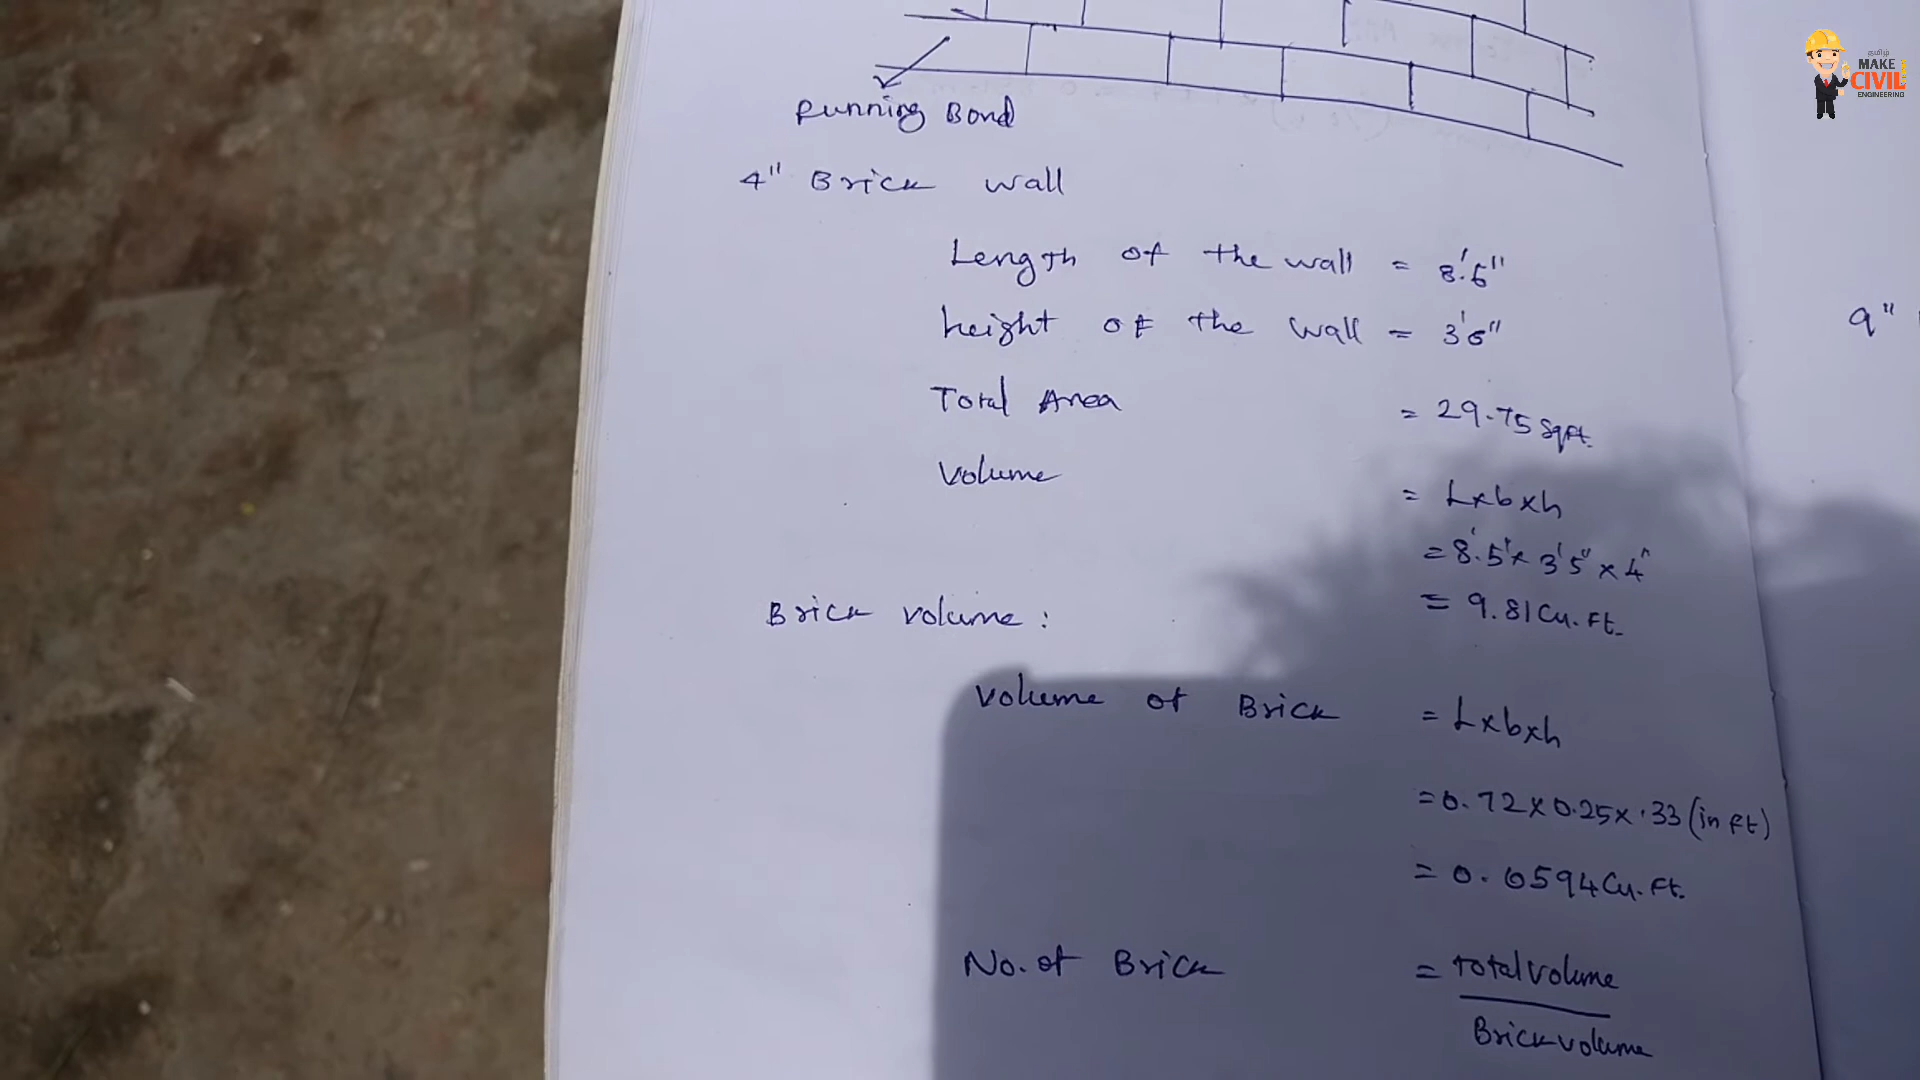 தமிழ்
MAKE
CIVIL
ENGINEERING
Running Bond
4" Brick wall
Length of the wall = 8'.6"
height of the wall = 3'6"
9"
Total Area = 29.75 Sqft.
Volume = L x b x h
= 8'.5' x 3'5" x 4"
= 9.81 Cu.ft.
Brick volume :
Volume of Brick = L x b x h
= 0.72 x 0.25 x .33 (in ft)
= 0.0594 Cu.ft.
No. of Brick = Total volume
Brick volume